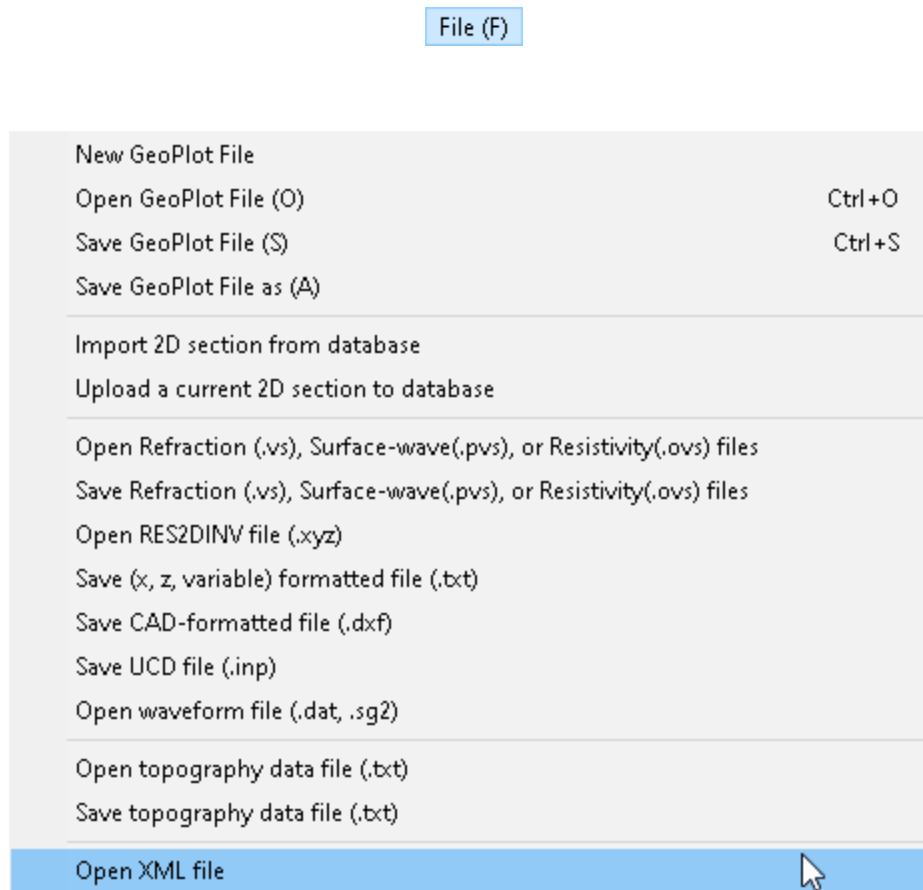 File (F)
New GeoPlot File
Open GeoPlot File (O) Ctrl+O
Save GeoPlot File (S) Ctrl+S
Save GeoPlot File as (A)
Import 2D section from database
Upload a current 2D section to database
Open Refraction (.vs), Surface-wave(.pvs), or Resistivity(.ovs) files
Save Refraction (.vs), Surface-wave(.pvs), or Resistivity(.ovs) files
Open RES2DINV file (.xyz)
Save (x, z, variable) formatted file (.txt)
Save CAD-formatted file (.dxf)
Save UCD file (.inp)
Open waveform file (.dat, .sg2)
Open topography data file (.txt)
Save topography data file (.txt)
Open XML file